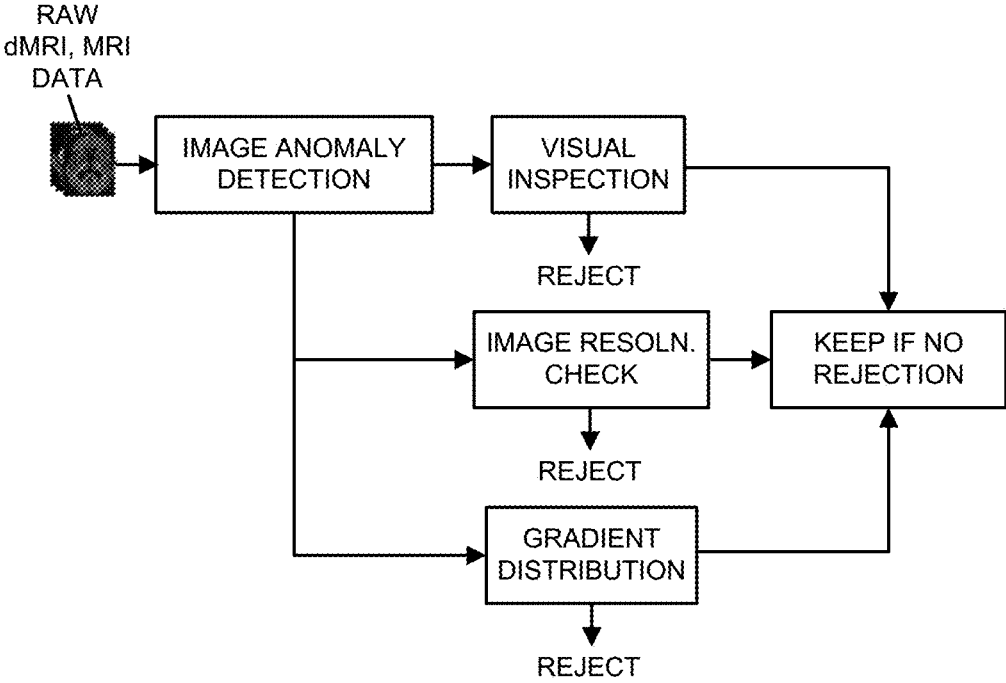 RAW
dMRI, MRI
DATA
IMAGE ANOMALY
DETECTION
VISUAL
INSPECTION
REJECT
IMAGE RESOLN.
CHECK
KEEP IF NO
REJECTION
REJECT
GRADIENT
DISTRIBUTION
REJECT